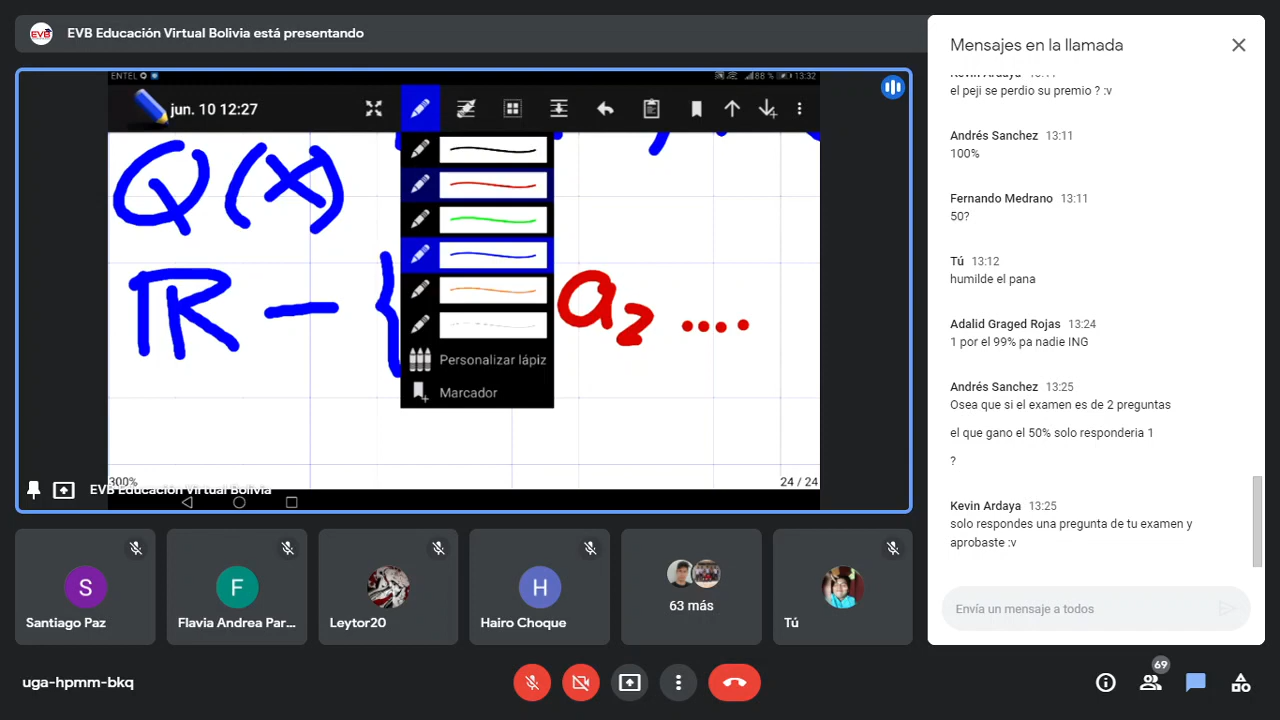 EVB Educación Virtual Bolivia está presentando
EVB
ENTEL
88 % 13:32
jun. 10 12:27
Q(x)
ℝ - { a₂ ....
Personalizar lápiz
Marcador
300%
24 / 24
EVB Educación Virtual Bolivia
S
Santiago Paz
F
Flavia Andrea Par...
Leytor20
H
Hairo Choque
63 más
Tú
uga-hpmm-bkq
69
Mensajes en la llamada
Kevin Ardaya 13:11
el peji se perdio su premio ? :v
Andrés Sanchez 13:11
100%
Fernando Medrano 13:11
50?
Tú 13:12
humilde el pana
Adalid Graged Rojas 13:24
1 por el 99% pa nadie ING
Andrés Sanchez 13:25
Osea que si el examen es de 2 preguntas
el que gano el 50% solo responderia 1
?
Kevin Ardaya 13:25
solo respondes una pregunta de tu examen y
aprobaste :v
Envía un mensaje a todos